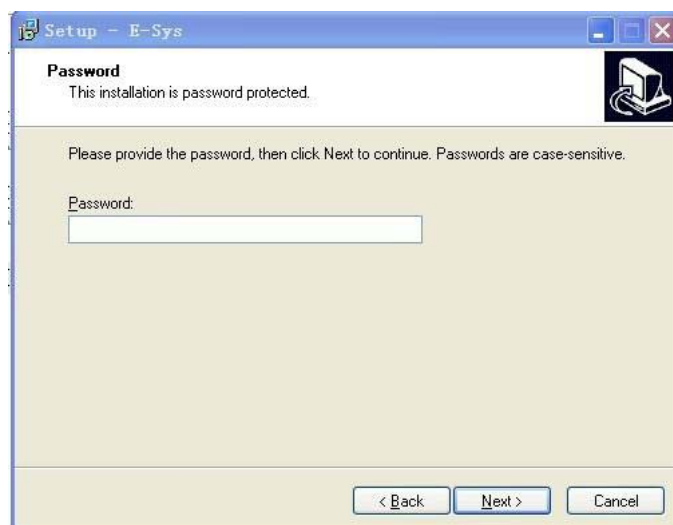 Setup - E-Sys
Password
This installation is password protected.
Please provide the password, then click Next to continue. Passwords are case-sensitive.
Password:
< Back
Next >
Cancel